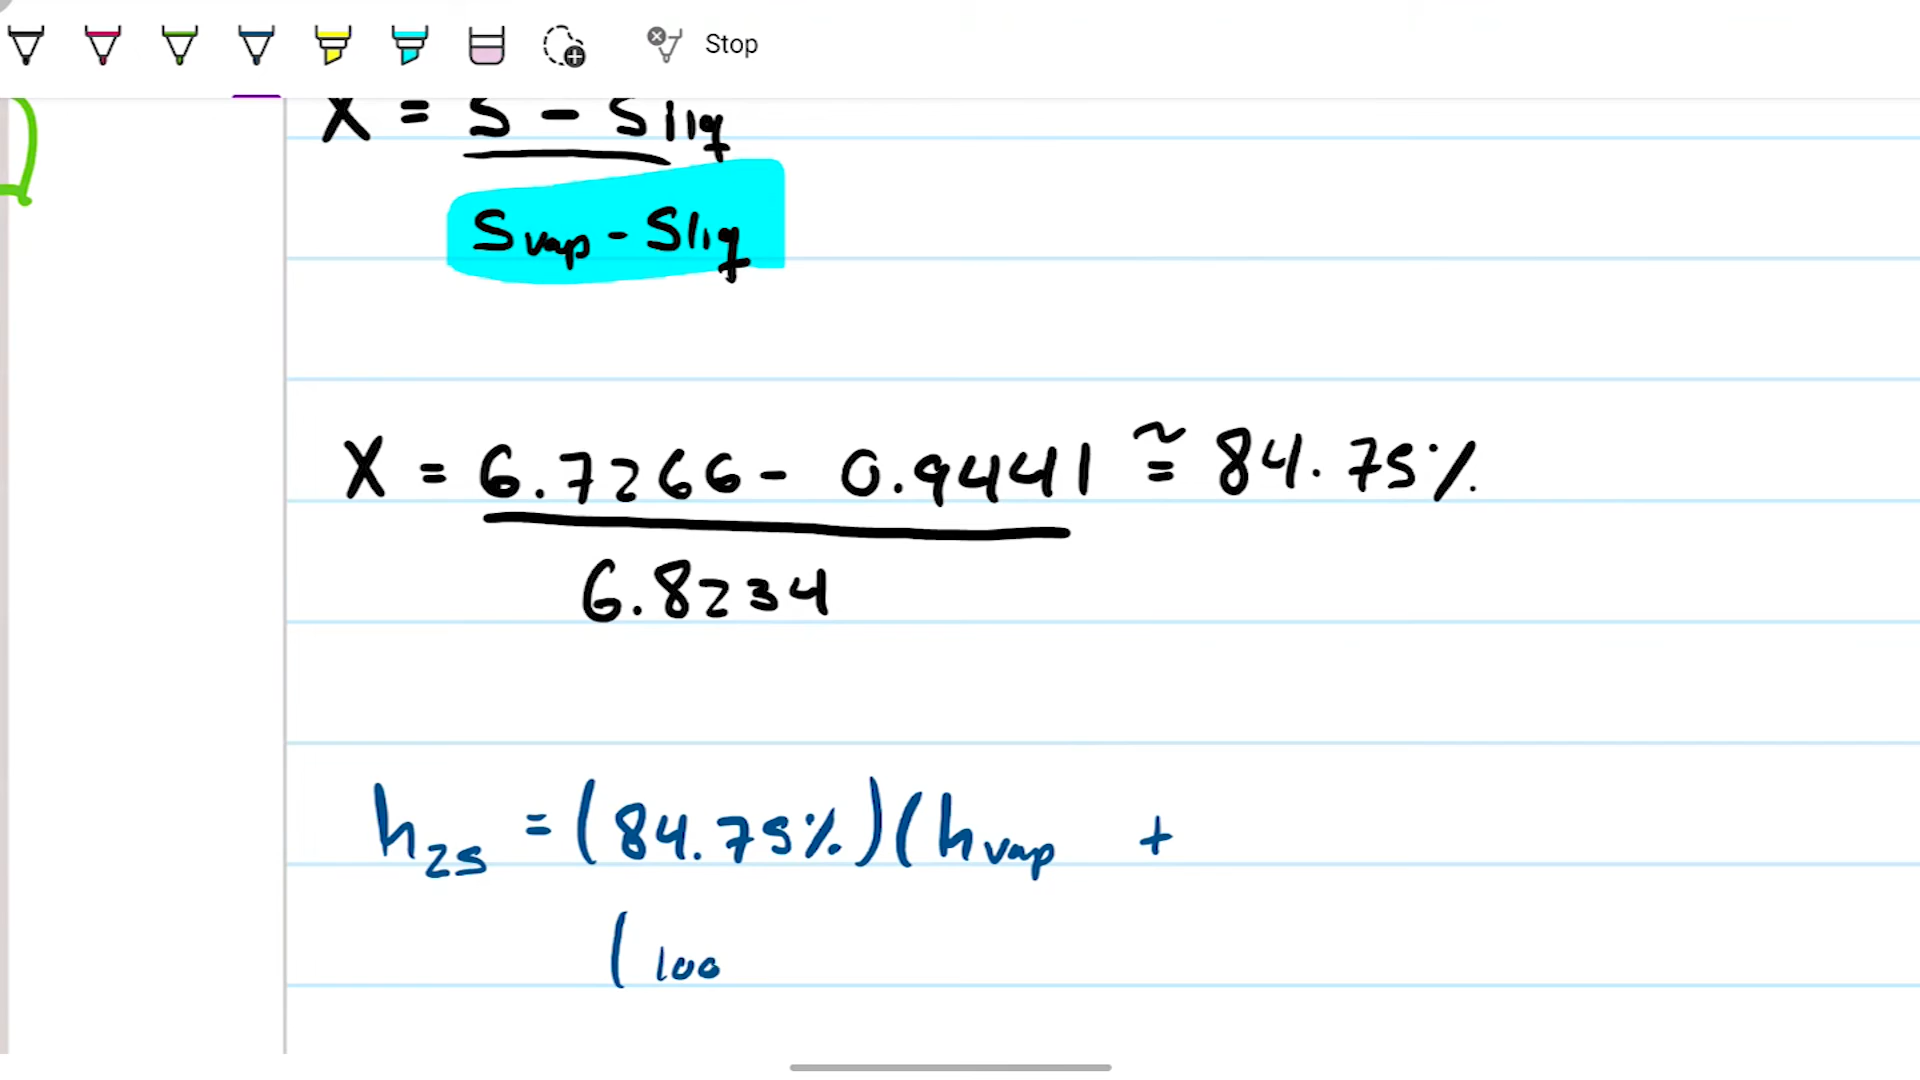 Stop
X = S - Sliq
Svap - Sliq
X = 6.7266 - 0.9441 ≅ 84.75%
6.8234
h2s = (84.75%)(hvap +
(100